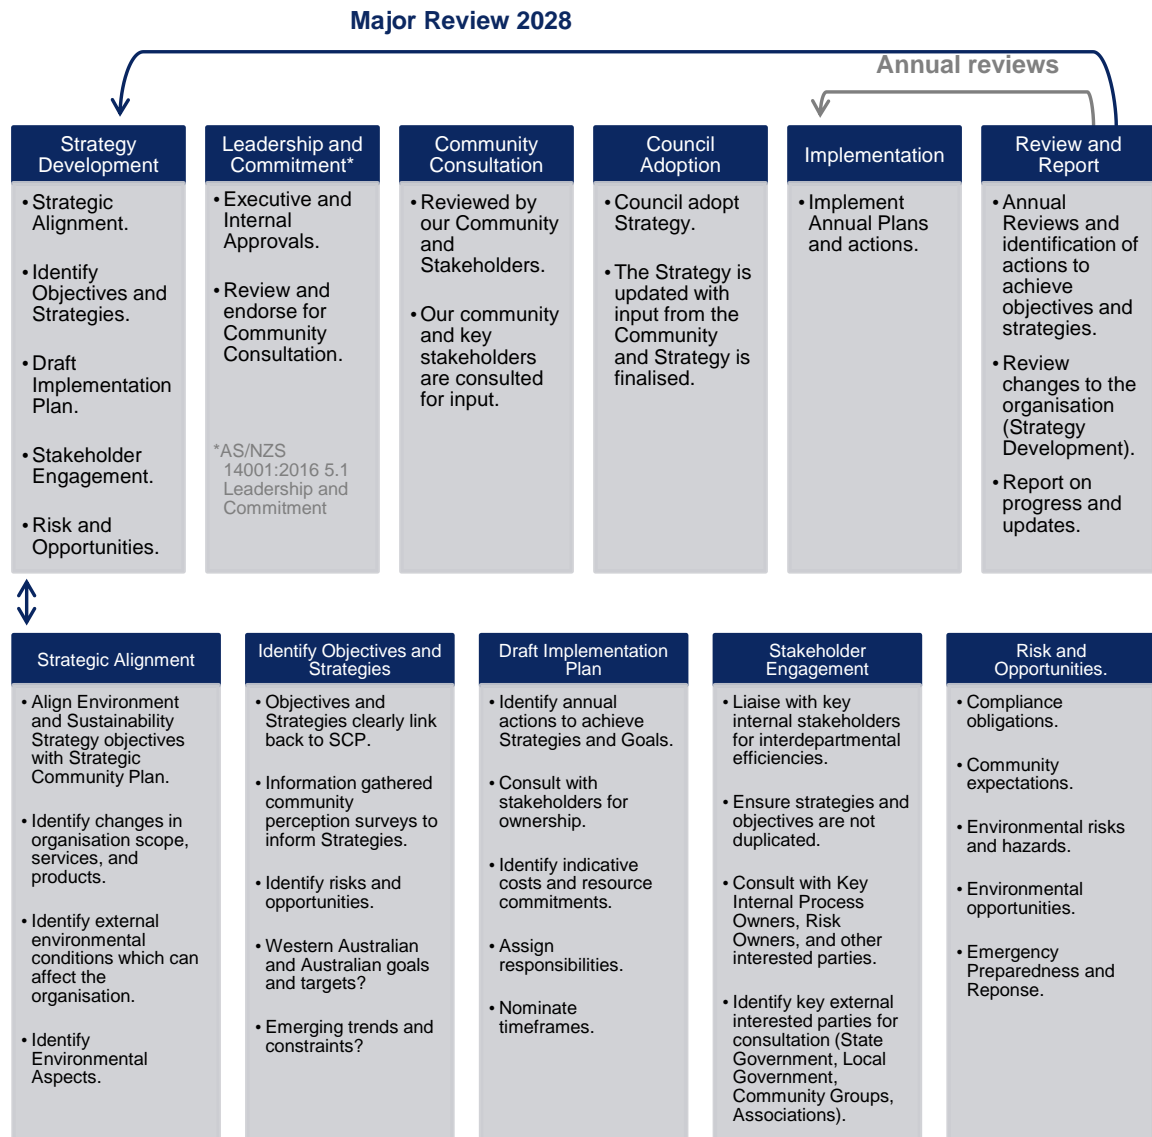 Major Review 2028
Annual reviews
Strategy
Development
• Strategic
Alignment.
• Identify
Objectives and
Strategies.
• Draft
Implementation
Plan.
• Stakeholder
Engagement.
• Risk and
Opportunities.
Leadership and
Commitment*
• Executive and
Internal
Approvals.
• Review and
endorse for
Community
Consultation.
*AS/NZS
14001:2016 5.1
Leadership and
Commitment
Community
Consultation
• Reviewed by
our Community
and
Stakeholders.
• Our community
and key
stakeholders
are consulted
for input.
Council
Adoption
• Council adopt
Strategy.
• The Strategy is
updated with
input from the
Community
and Strategy is
finalised.
Implementation
• Implement
Annual Plans
and actions.
Review and
Report
• Annual
Reviews and
identification of
actions to
achieve
objectives and
strategies.
• Review
changes to the
organisation
(Strategy
Development).
• Report on
progress and
updates.
Strategic Alignment
• Align Environment
and Sustainability
Strategy objectives
with Strategic
Community Plan.
• Identify changes in
organisation scope,
services, and
products.
• Identify external
environmental
conditions which can
affect the
organisation.
• Identify
Environmental
Aspects.
Identify Objectives and
Strategies
• Objectives and
Strategies clearly link
back to SCP.
• Information gathered
community
perception surveys to
inform Strategies.
• Identify risks and
opportunities.
• Western Australian
and Australian goals
and targets?
• Emerging trends and
constraints?
Draft Implementation
Plan
• Identify annual
actions to achieve
Strategies and Goals.
• Consult with
stakeholders for
ownership.
• Identify indicative
costs and resource
commitments.
• Assign
responsibilities.
• Nominate
timeframes.
Stakeholder
Engagement
• Liaise with key
internal stakeholders
for interdepartmental
efficiencies.
• Ensure strategies and
objectives are not
duplicated.
• Consult with Key
Internal Process
Owners, Risk
Owners, and other
interested parties.
• Identify key external
interested parties for
consultation (State
Government, Local
Government,
Community Groups,
Associations).
Risk and
Opportunities.
• Compliance
obligations.
• Community
expectations.
• Environmental risks
and hazards.
• Environmental
opportunities.
• Emergency
Preparedness and
Reponse.